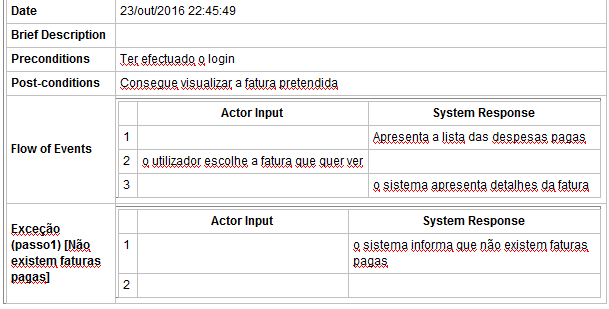 Date 23/out/2016 22:45:49
Brief Description
Preconditions Ter efectuado o login
Post-conditions Consegue visualizar a fatura pretendida
Flow of Events
Actor Input System Response
1 Apresenta a lista das despesas pagas
2 o utilizador escolhe a fatura que quer ver
3 o sistema apresenta detalhes da fatura
Exceção
(passo1) [Não
existem faturas
pagas]
Actor Input System Response
1 o sistema informa que não existem faturas
pagas
2